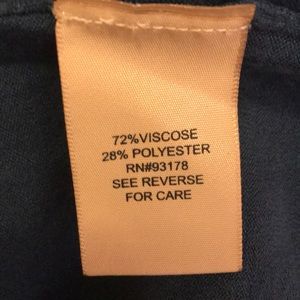 72%VISCOSE
28% POLYESTER
RN#93178
SEE REVERSE
FOR CARE